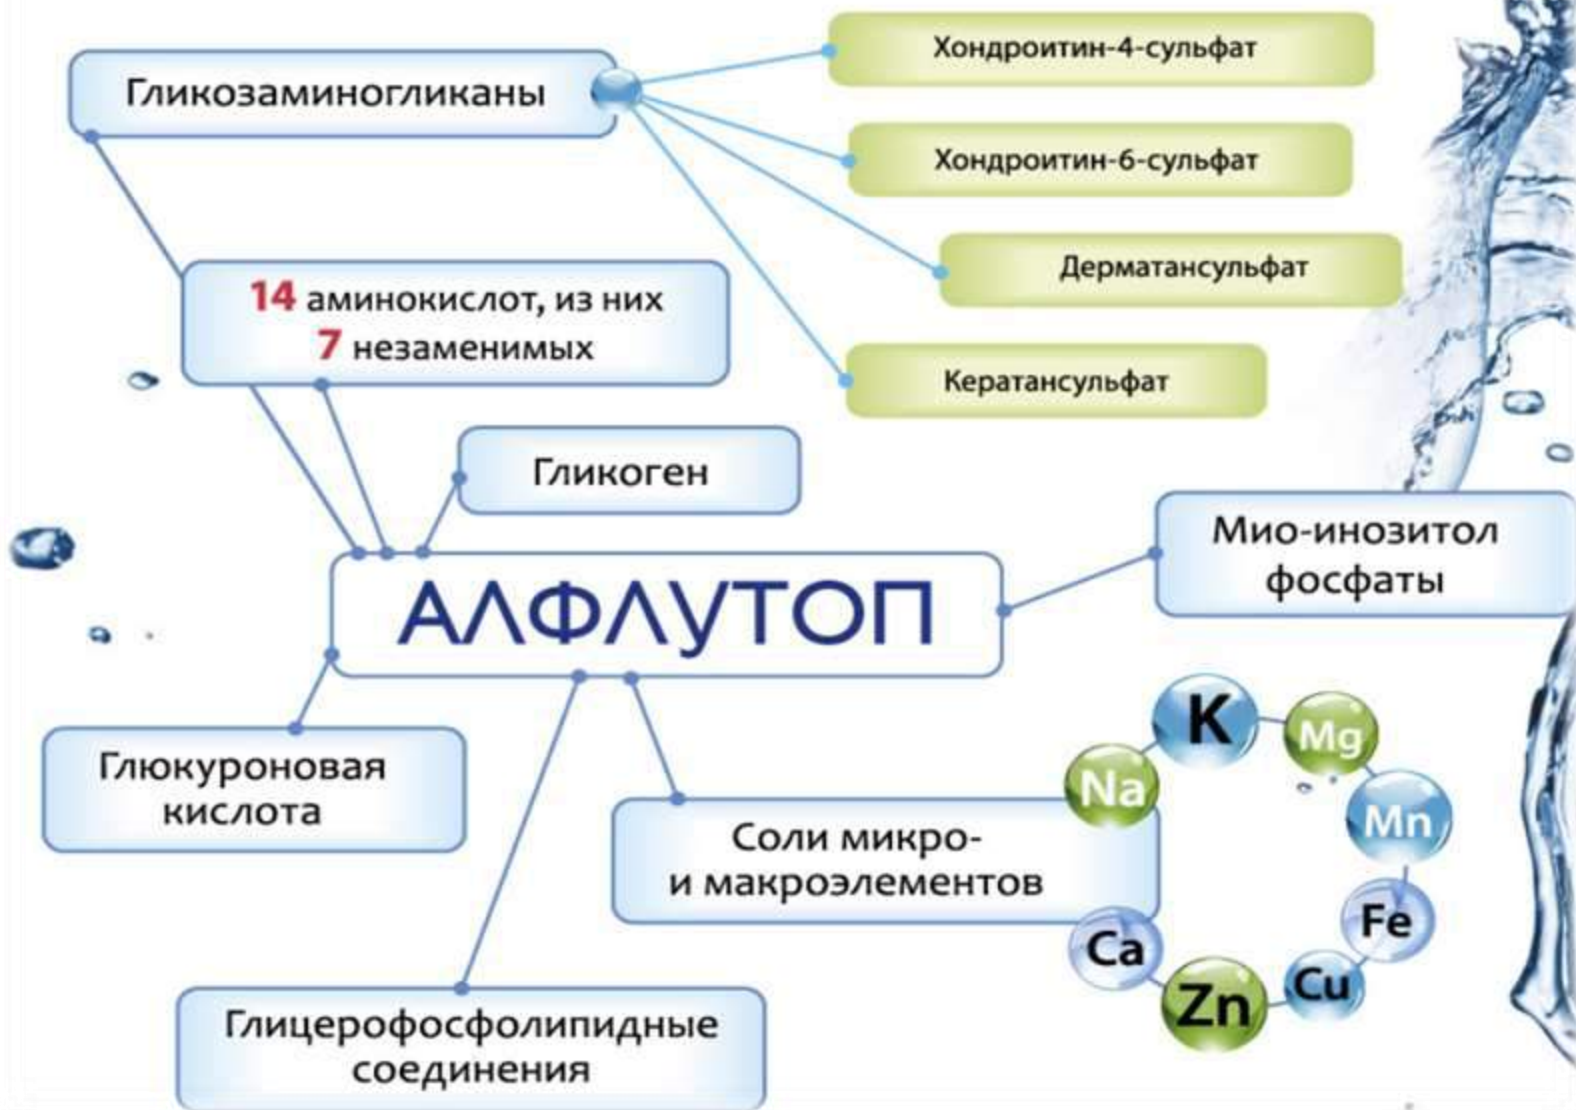 Гликозаминогликаны
Хондроитин-4-сульфат
Хондроитин-6-сульфат
Дерматансульфат
Кератансульфат
14 аминокислот, из них
7 незаменимых
Гликоген
Мио-инозитол
фосфаты
АЛФЛУТОП
Глюкуроновая
кислота
Соли микро-
и макроэлементов
Na
K
Mg
Mn
Fe
Cu
Zn
Ca
Глицерофосфолипидные
соединения